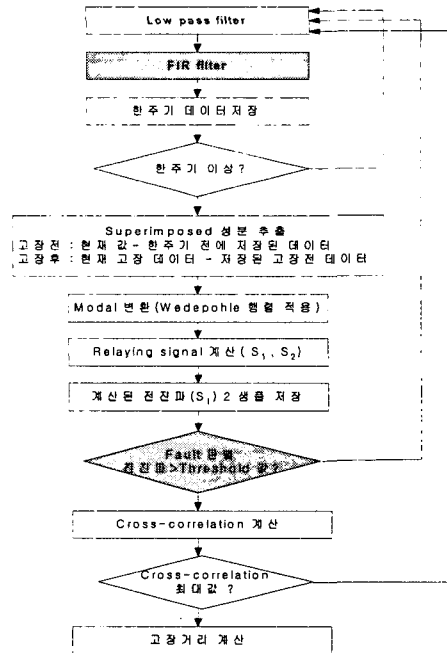 Low pass filter
FIR filter
한주기 데이터저장
한주기 이상?
Superimposed 성분 추출
고장전 : 현재 값- 한주기 전에 저장된 데이터
고장후 : 현재 고장 데이터 - 저장된 고장전 데이터
Modal 변환(Wedepohle 행렬 적용)
Relaying signal 계산( S₁, S₂)
계산된 전진파(S₁) 2 샘플 저장
Fault 판별
전진파>Threshold 값?
Cross-correlation 계산
Cross-correlation
최대값 ?
고장거리 계산